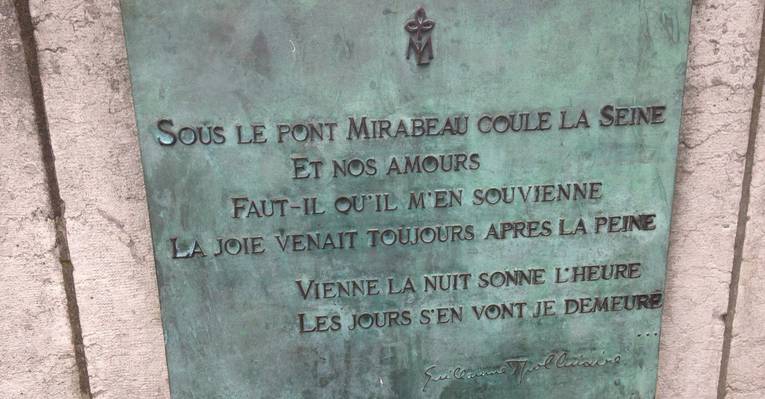 SOUS LE PONT MIRABEAU COULE LA SEINE
ET NOS AMOURS
FAUT-IL QU'IL M'EN SOUVIENNE
LA JOIE VENAIT TOUJOURS APRES LA PEINE
VIENNE LA NUIT SONNE L'HEURE
LES JOURS S'EN VONT JE DEMEURE
...
Guillaume Apollinaire